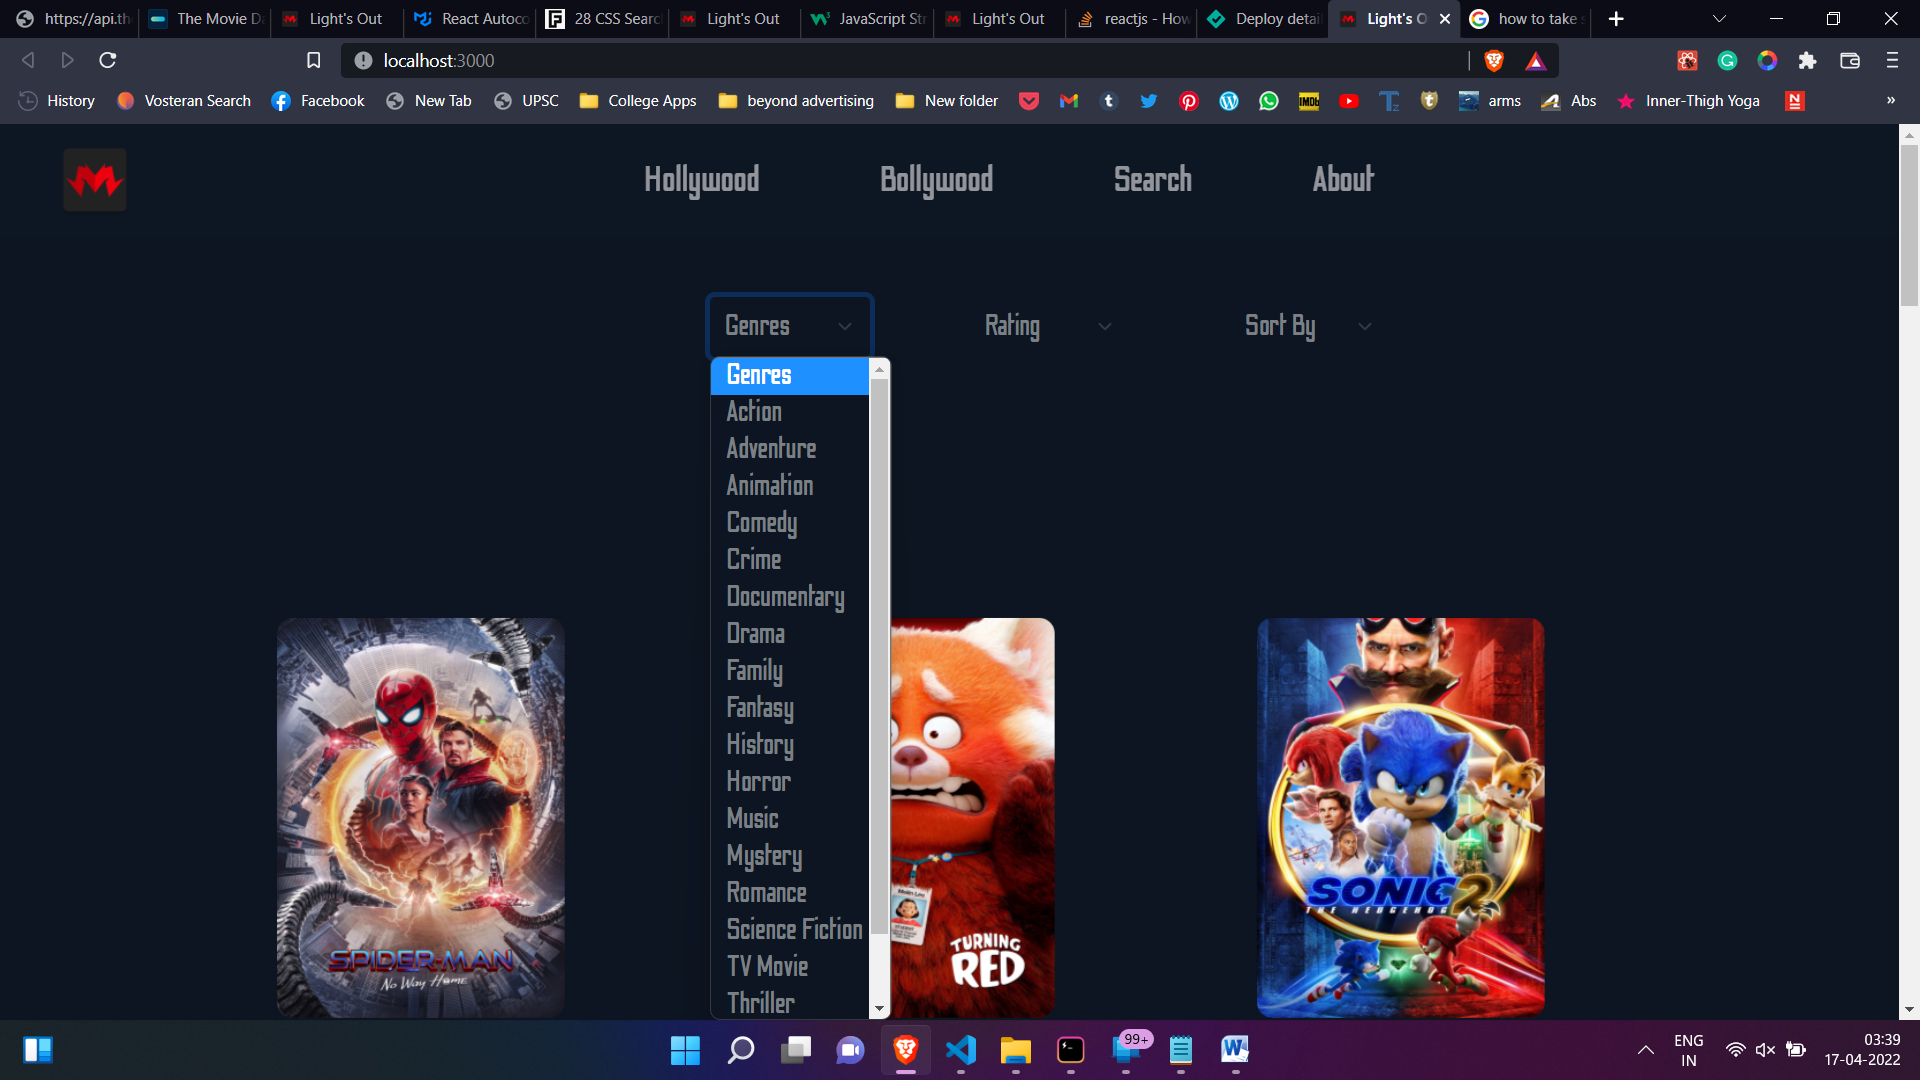 https://api.th
The Movie Da
Light's Out
React Autoco
28 CSS Searc
Light's Out
JavaScript Str
Light's Out
reactjs - How
Deploy detail
Light's O
how to take s
localhost:3000
History
Vosteran Search
Facebook
New Tab
UPSC
College Apps
beyond advertising
New folder
arms
Abs
Inner-Thigh Yoga
»
Hollywood
Bollywood
Search
About
Genres
Rating
Sort By
Genres
Action
Adventure
Animation
Comedy
Crime
Documentary
Drama
Family
Fantasy
History
Horror
Music
Mystery
Romance
Science Fiction
TV Movie
Thriller
SPIDER-MAN
No Way Home
TURNING
RED
SONIC 2
THE HEDGEHOG
99+
ENG
IN
03:39
17-04-2022